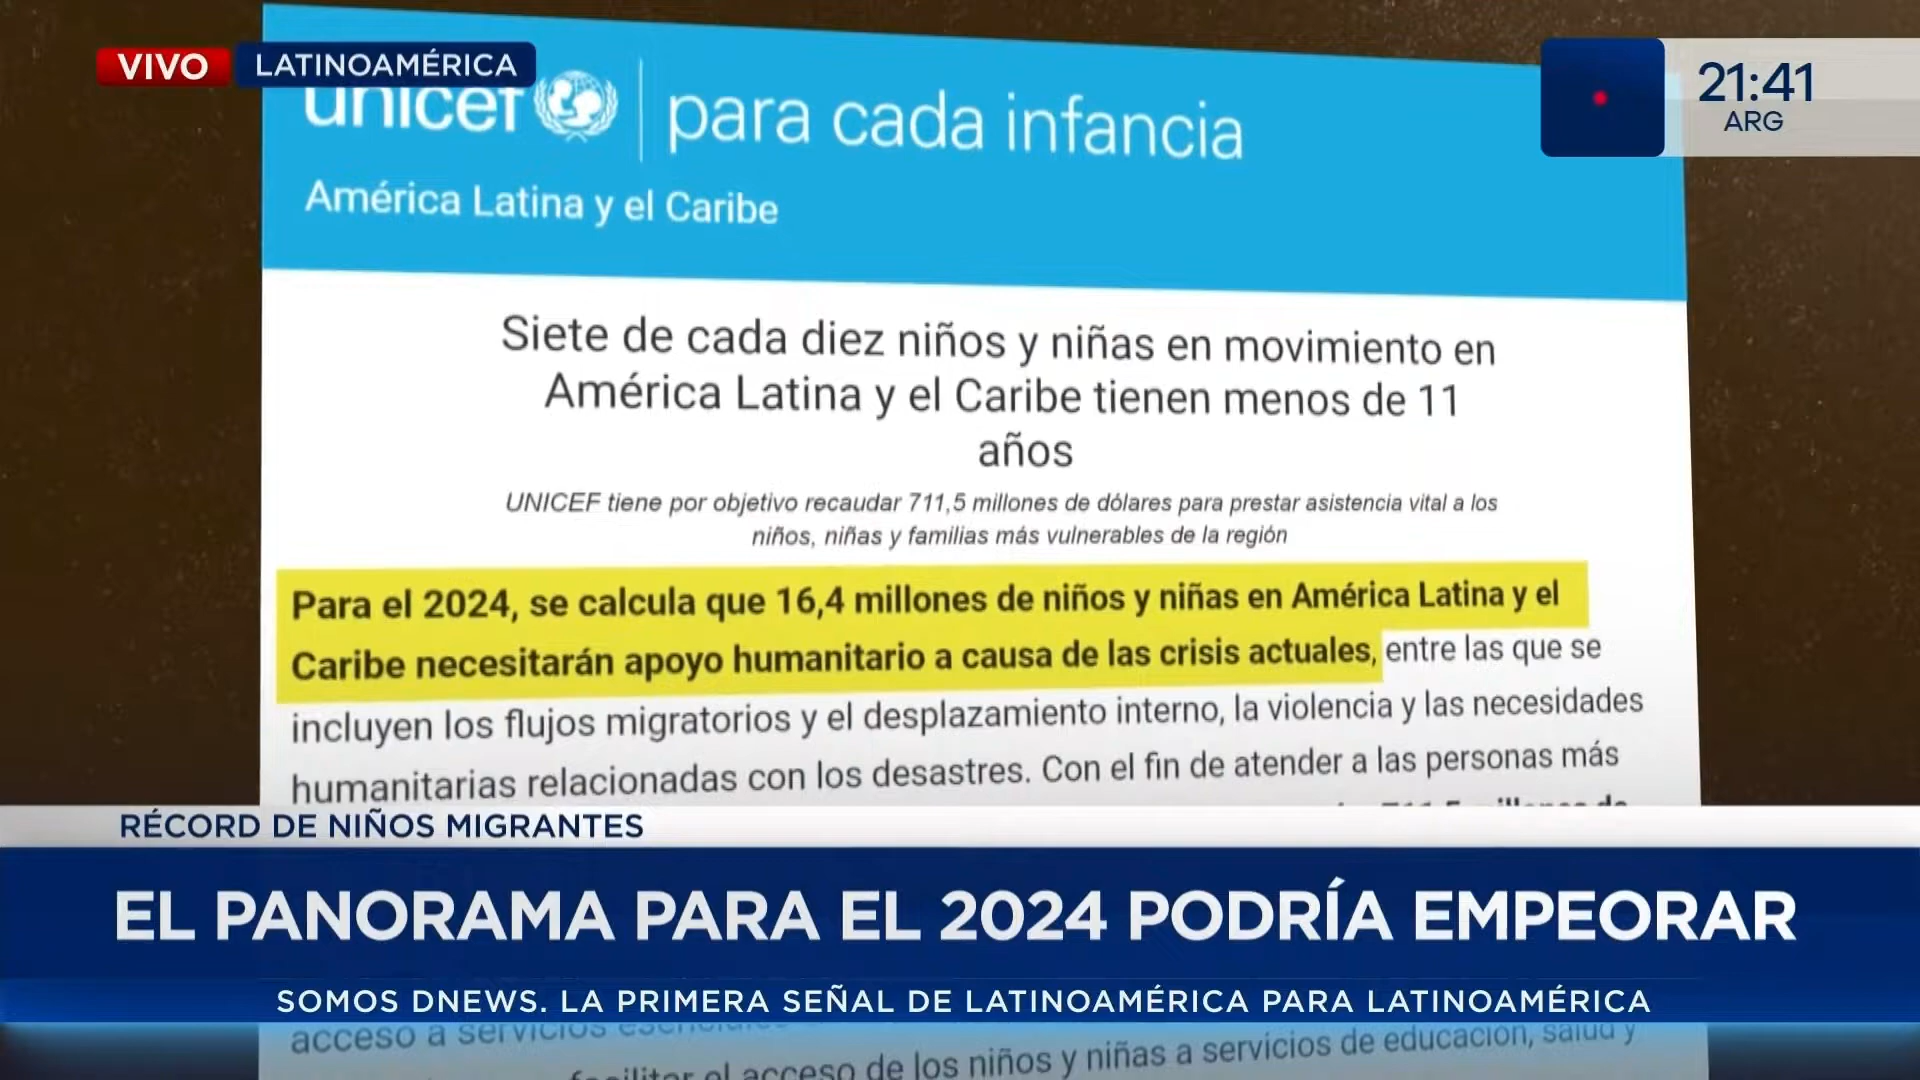 VIVO
LATINOAMÉRICA
21:41
ARG
unicef
para cada infancia
América Latina y el Caribe
Siete de cada diez niños y niñas en movimiento en
América Latina y el Caribe tienen menos de 11
años
UNICEF tiene por objetivo recaudar 711,5 millones de dólares para prestar asistencia vital a los
niños, niñas y familias más vulnerables de la región
Para el 2024, se calcula que 16,4 millones de niños y niñas en América Latina y el
Caribe necesitarán apoyo humanitario a causa de las crisis actuales, entre las que se
incluyen los flujos migratorios y el desplazamiento interno, la violencia y las necesidades
humanitarias relacionadas con los desastres. Con el fin de atender a las personas más
RÉCORD DE NIÑOS MIGRANTES
EL PANORAMA PARA EL 2024 PODRÍA EMPEORAR
SOMOS DNEWS. LA PRIMERA SEÑAL DE LATINOAMÉRICA PARA LATINOAMÉRICA
acceso a servicios
el acceso de los niños y niñas a servicios de educación, salud y